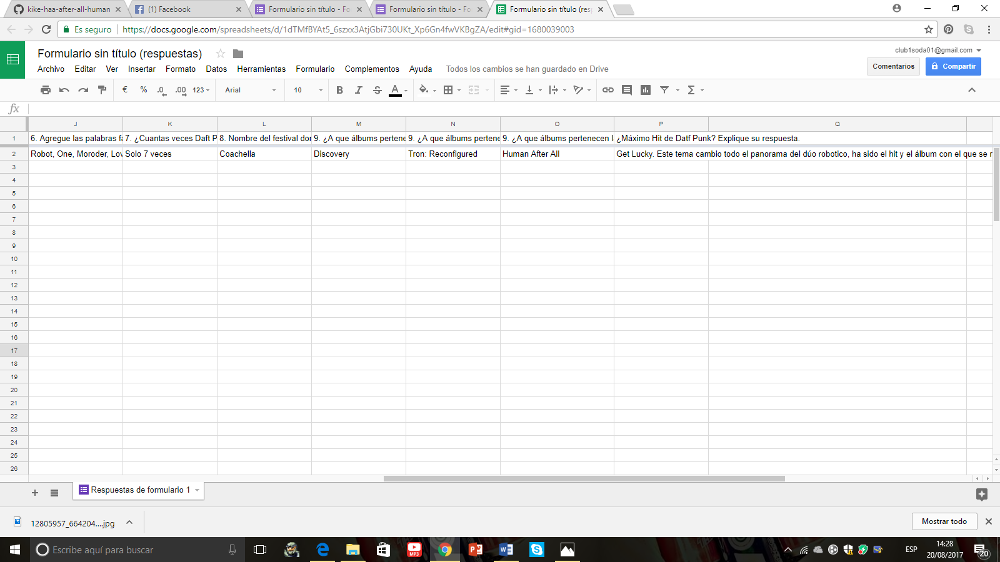 kike-haa-after-all-human
(1) Facebook
Formulario sin título - Fo
Formulario sin título - Fo
Formulario sin título (res
Es seguro
https://docs.google.com/spreadsheets/d/1dTMfBYAt5_6szxx3AtjGbi730UKt_Xp6Gn4fwVKBgZA/edit#gid=1680039003
Formulario sin título (respuestas)
club1soda01@gmail.com
Archivo Editar Ver Insertar Formato Datos Herramientas Formulario Complementos Ayuda Todos los cambios se han guardado en Drive
Comentarios
Compartir
€ % .0 .00 123 Arial 10 B I S A Σ
fx
J K L M N O P Q
1 6. Agregue las palabras fa 7. ¿Cuantas veces Daft P 8. Nombre del festival don 9. ¿A que álbums pertene 9. ¿A que álbums pertene 9. ¿A que álbums pertenecen l ¿Máximo Hit de Datf Punk? Explique su respuesta.
2 Robot, One, Moroder, Lov Solo 7 veces Coachella Discovery Tron: Reconfigured Human After All Get Lucky. Este tema cambio todo el panorama del dúo robotico, ha sido el hit y el álbum con el que se r
3
4
5
6
7
8
9
10
11
12
13
14
15
16
17
18
19
20
21
22
23
24
25
26
Respuestas de formulario 1
12805957_664204....jpg
Mostrar todo
Escribe aquí para buscar
MP3
ESP
14:28
20/08/2017
20